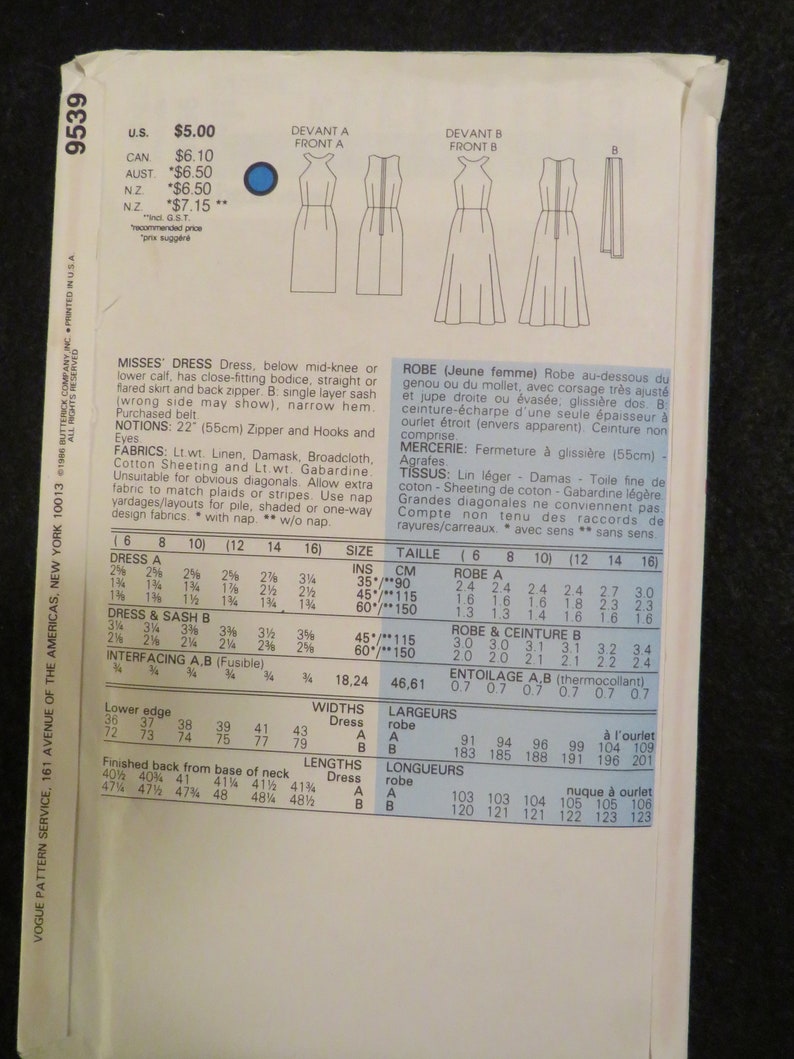 9539
U.S. $5.00
CAN. $6.10
AUST. *$6.50
N.Z. *$6.50
N.Z. *$7.15 **
**Incl. G.S.T.
*recommended price
*prix suggéré
DEVANT A
FRONT A
DEVANT B
FRONT B
B
MISSES' DRESS Dress, below mid-knee or
lower calf, has close-fitting bodice, straight or
flared skirt and back zipper. B: single layer sash
(wrong side may show), narrow hem.
Purchased belt.
NOTIONS: 22" (55cm) Zipper and Hooks and
Eyes.
FABRICS: Lt.wt. Linen, Damask, Broadcloth,
Cotton Sheeting and Lt.wt. Gabardine.
Unsuitable for obvious diagonals. Allow extra
fabric to match plaids or stripes. Use nap
yardages/layouts for pile, shaded or one-way
design fabrics. * with nap. ** w/o nap.
ROBE (Jeune femme) Robe au-dessous du
genou ou du mollet, avec corsage très ajusté
et jupe droite ou évasée, glissière dos. B:
ceinture-écharpe d'une seule épaisseur à
ourlet étroit (envers apparent). Ceinture non
comprise.
MERCERIE: Fermeture à glissière (55cm) -
Agrafes.
TISSUS: Lin léger - Damas - Toile fine de
coton - Sheeting de coton - Gabardine légère.
Grandes diagonales ne conviennent pas.
Compte non tenu des raccords de
rayures/carreaux. * avec sens ** sans sens.
(6 8 10) (12 14 16) SIZE TAILLE (6 8 10) (12 14 16)
DRESS A INS CM ROBE A
2⅝ 2⅝ 2⅝ 2⅝ 2⅞ 3¼ 35*/**90 2.4 2.4 2.4 2.4 2.7 3.0
1¾ 1¾ 1¾ 1⅞ 2½ 2½ 45*/**115 1.6 1.6 1.6 1.8 2.3 2.3
1⅜ 1⅜ 1½ 1¾ 1¾ 1¾ 60*/**150 1.3 1.3 1.4 1.6 1.6 1.6
DRESS & SASH B ROBE & CEINTURE B
3¼ 3¼ 3⅜ 3⅜ 3½ 3⅝ 45*/**115 3.0 3.0 3.1 3.1 3.2 3.4
2⅛ 2⅛ 2¼ 2¼ 2⅜ 2⅝ 60*/**150 2.0 2.0 2.1 2.1 2.2 2.4
INTERFACING A,B (Fusible) ENTOILAGE A,B (thermocollant)
¾ ¾ ¾ ¾ ¾ ¾ 18,24 46,61 0.7 0.7 0.7 0.7 0.7 0.7
Lower edge WIDTHS LARGEURS
Dress robe à l'ourlet
36 37 38 39 41 43 A A 91 94 96 99 104 109
72 73 74 75 77 79 B B 183 185 188 191 196 201
Finished back from base of neck LENGTHS LONGUEURS
Dress robe nuque à ourlet
40½ 40¾ 41 41¼ 41½ 41¾ A A 103 103 104 105 105 106
47¼ 47½ 47¾ 48 48¼ 48½ B B 120 121 121 122 123 123
VOGUE PATTERN SERVICE, 161 AVENUE OF THE AMERICAS, NEW YORK, NEW YORK 10013 ©1986 BUTTERICK COMPANY, INC. • PRINTED IN U.S.A.
ALL RIGHTS RESERVED